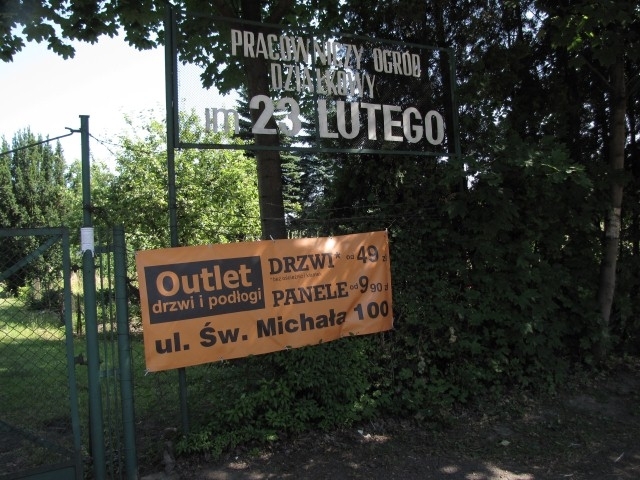 PRACOWNICZY OGRÓD
DZIAŁKOWY
im 23 LUTEGO
Outlet
drzwi i podłogi
DRZWI* od 49 zł
PANELE od 9,90 zł
ul. Św. Michała 100